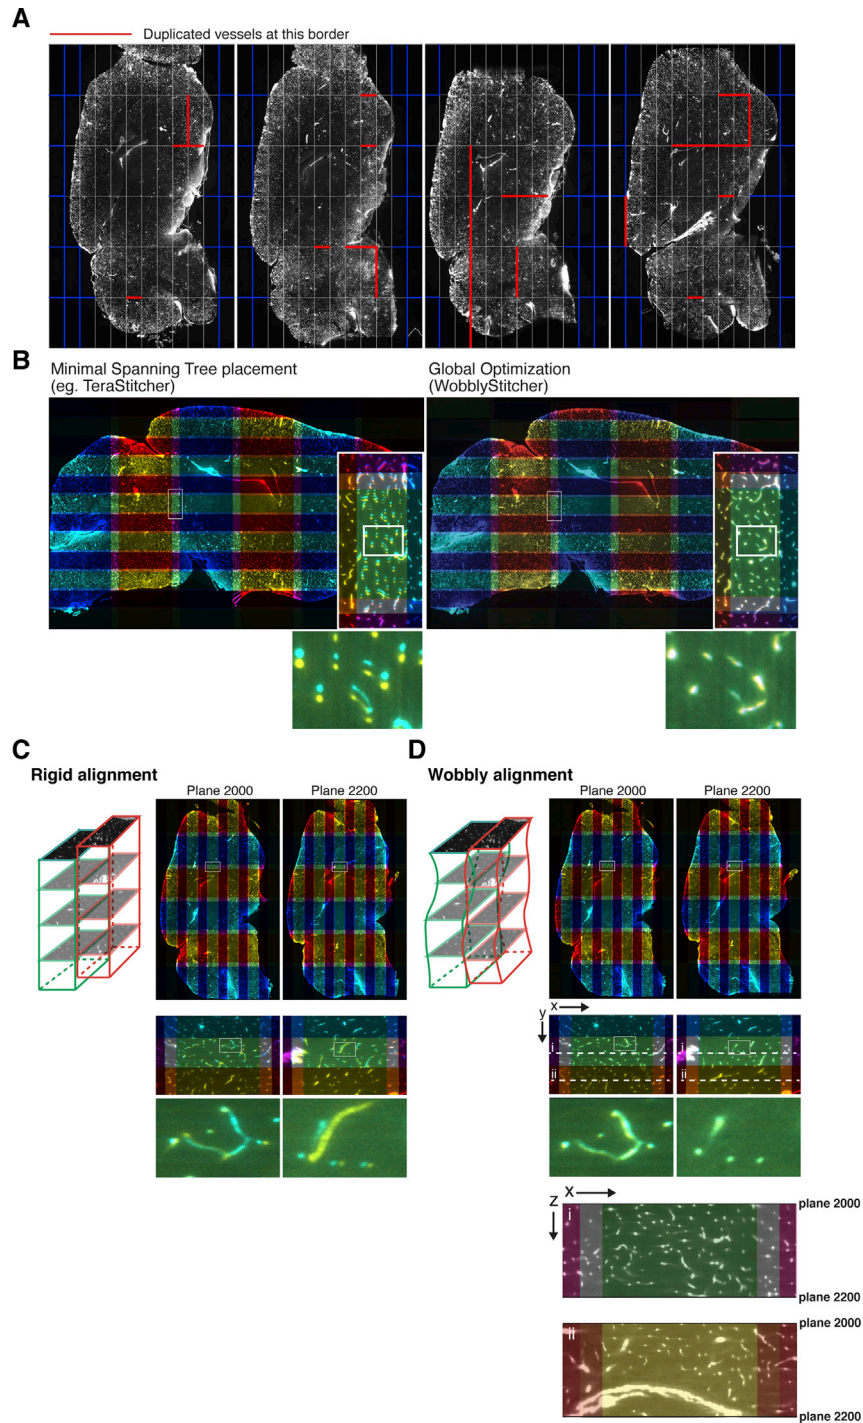 A
Duplicated vessels at this border
B
Minimal Spanning Tree placement
(eg. TeraStitcher)
Global Optimization
(WobblyStitcher)
C
Rigid alignment
Plane 2000
Plane 2200
D
Wobbly alignment
Plane 2000
Plane 2200
x
y
i
i
ii
ii
x
z
plane 2000
i
plane 2200
plane 2000
ii
plane 2200